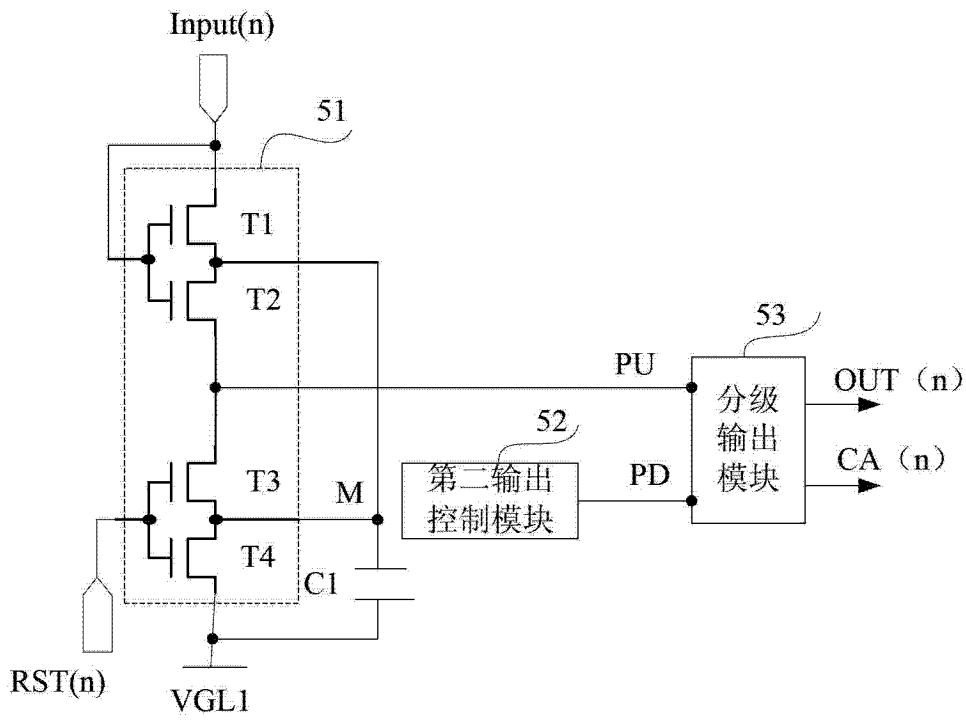 Input(n)
51
T1
T2
53
PU
OUT（n）
分级
输出
模块
52
T3
M
第二输出
控制模块
PD
CA（n）
T4
C1
RST(n)
VGL1